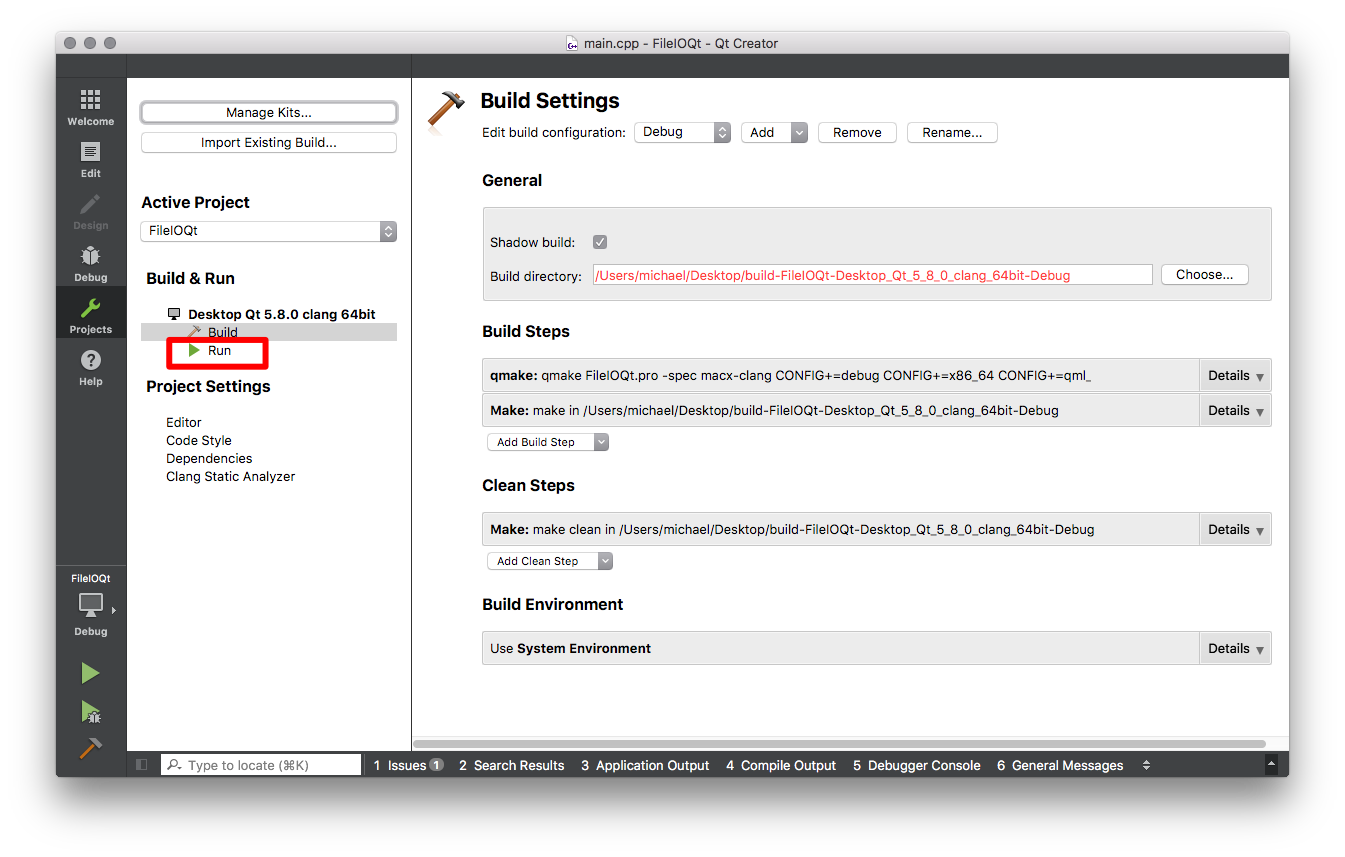 main.cpp - FileIOQt - Qt Creator
Welcome
Edit
Design
Debug
Projects
Help
FileIOQt
Debug
Manage Kits...
Import Existing Build...
Active Project
FileIOQt
Build & Run
Desktop Qt 5.8.0 clang 64bit
Build
Run
Project Settings
Editor
Code Style
Dependencies
Clang Static Analyzer
Build Settings
Edit build configuration: Debug Add Remove Rename...
General
Shadow build:
Build directory: /Users/michael/Desktop/build-FileIOQt-Desktop_Qt_5_8_0_clang_64bit-Debug Choose...
Build Steps
qmake: qmake FileIOQt.pro -spec macx-clang CONFIG+=debug CONFIG+=x86_64 CONFIG+=qml_ Details
Make: make in /Users/michael/Desktop/build-FileIOQt-Desktop_Qt_5_8_0_clang_64bit-Debug Details
Add Build Step
Clean Steps
Make: make clean in /Users/michael/Desktop/build-FileIOQt-Desktop_Qt_5_8_0_clang_64bit-Debug Details
Add Clean Step
Build Environment
Use System Environment Details
Type to locate (⌘K) 1 Issues 1 2 Search Results 3 Application Output 4 Compile Output 5 Debugger Console 6 General Messages